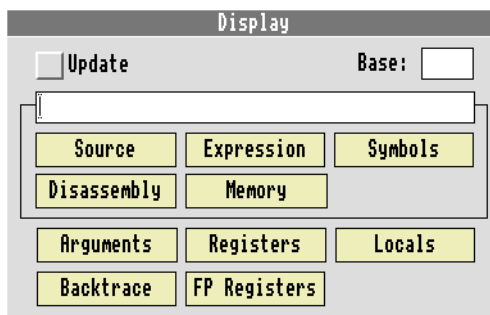 Display
Update Base:
Source Expression Symbols
Disassembly Memory
Arguments Registers Locals
Backtrace FP Registers